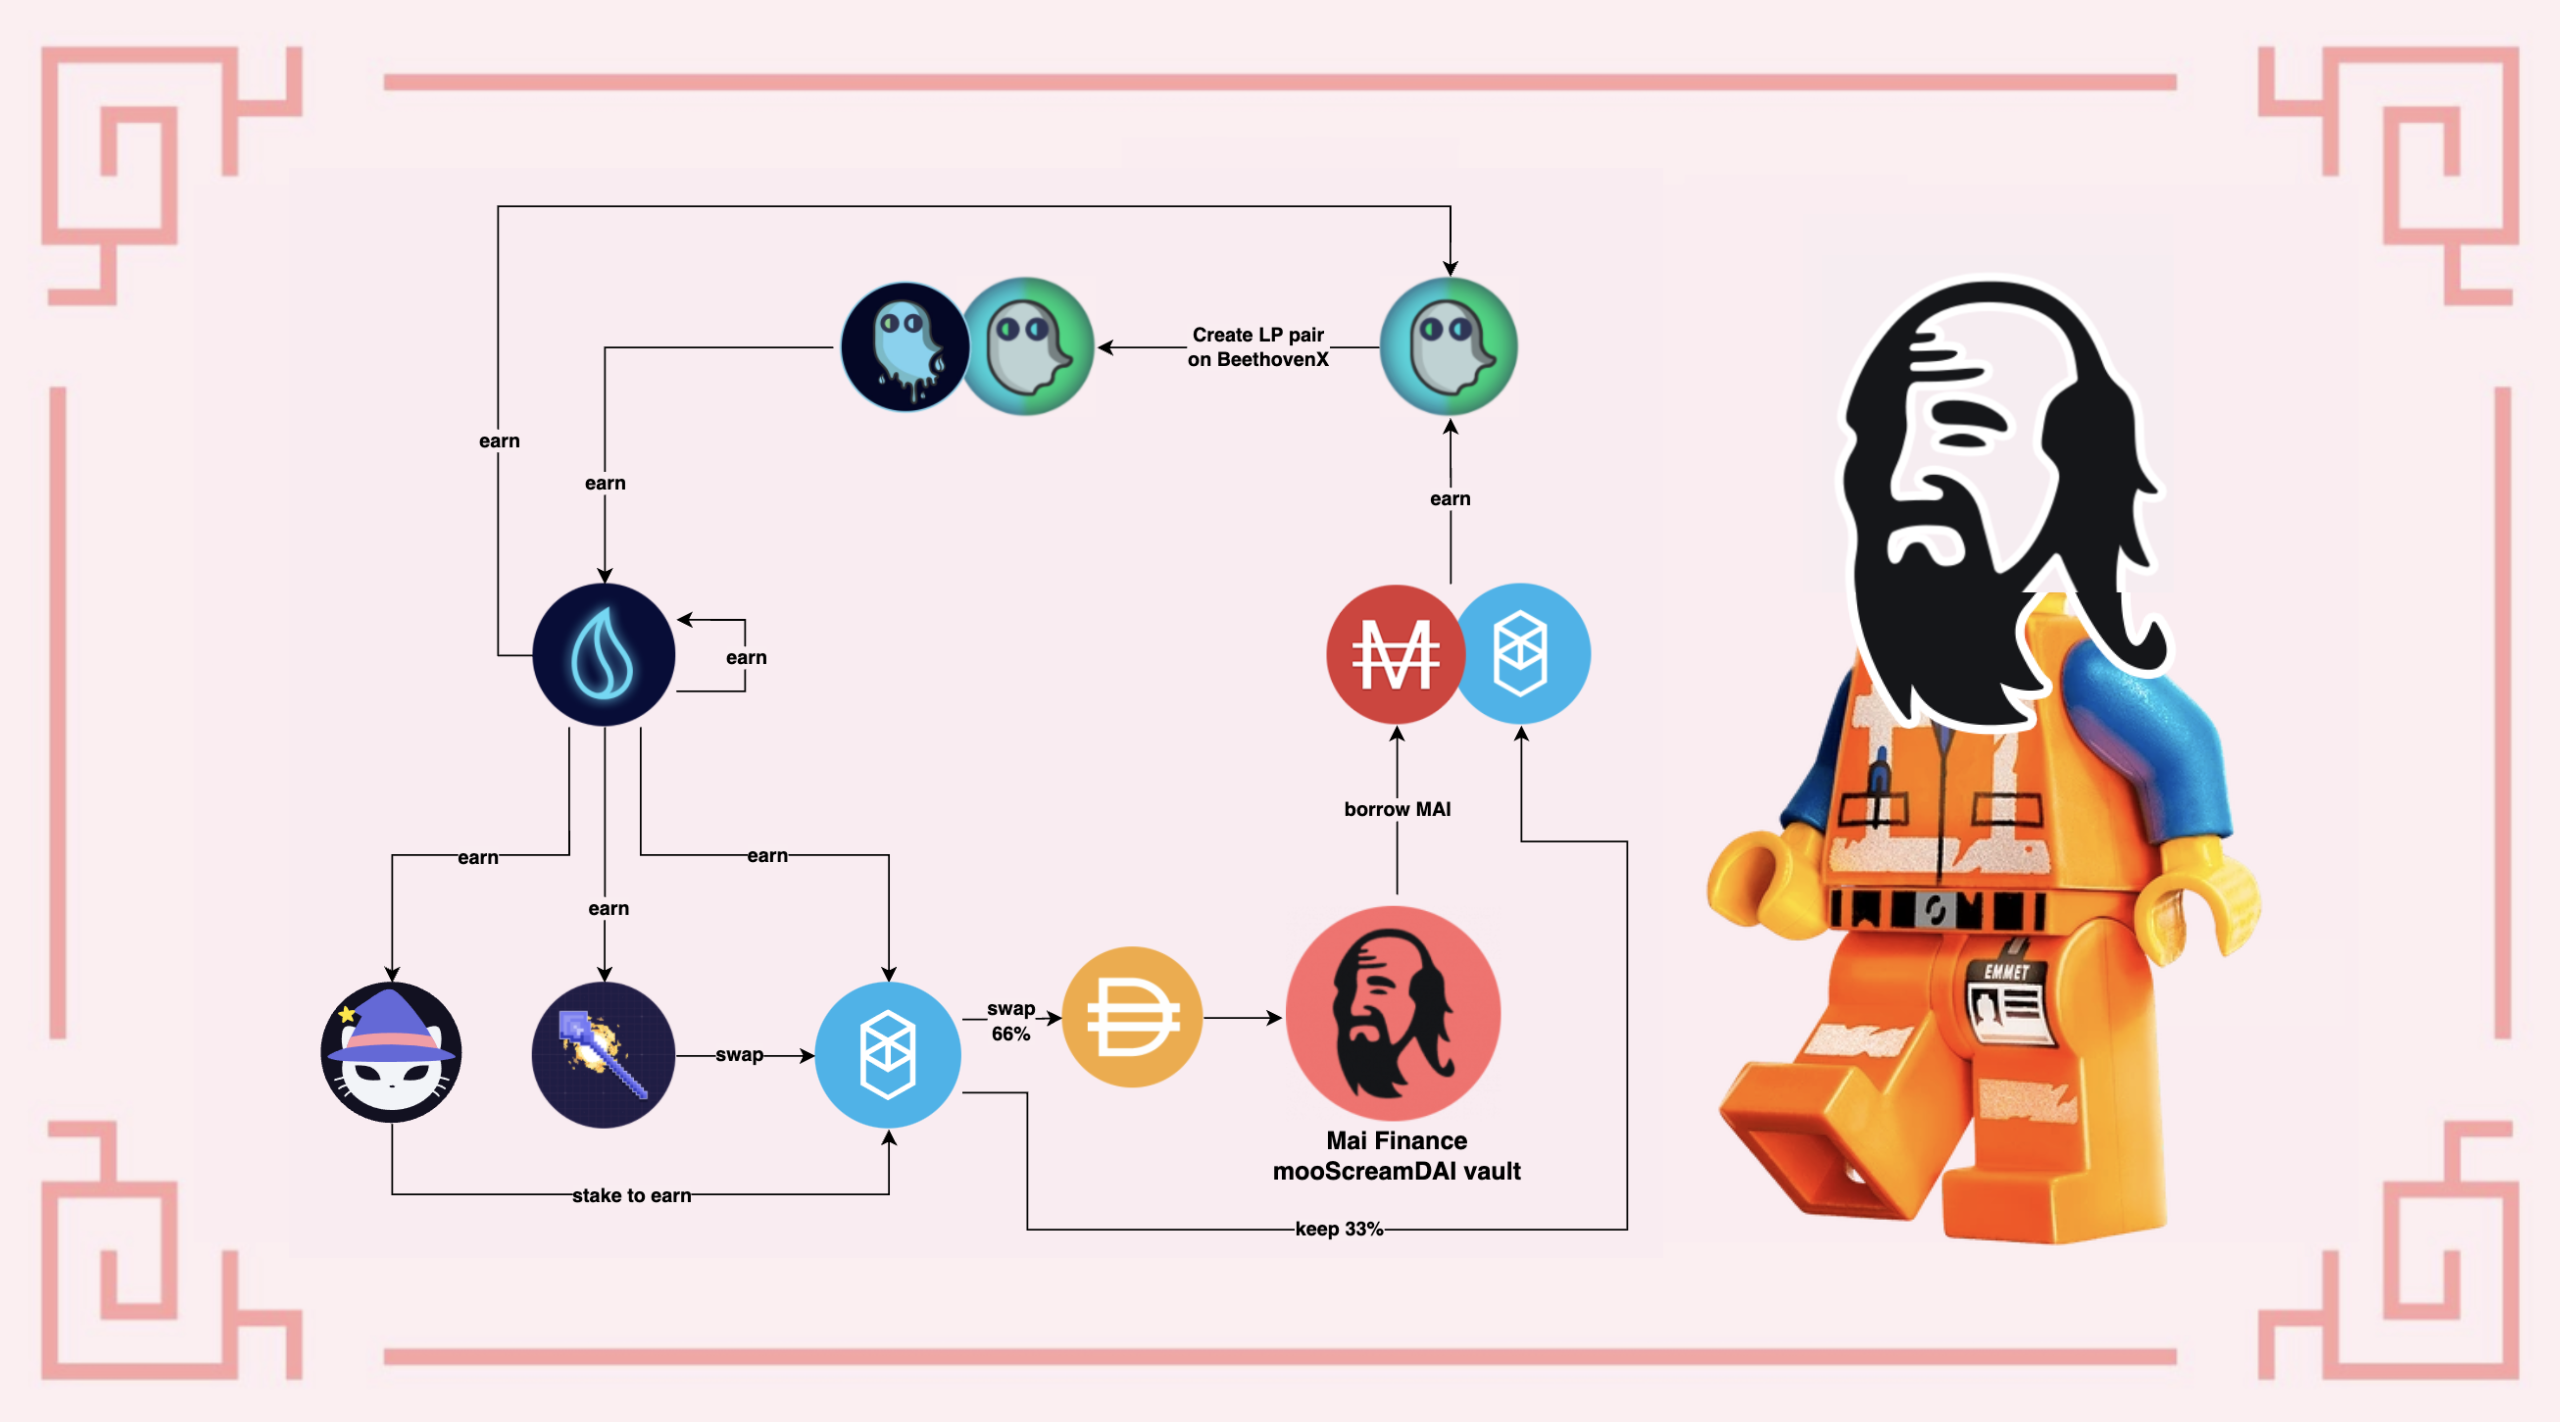 Create LP pair
on BeethovenX
earn
earn
earn
earn
borrow MAI
earn
earn
earn
swap
66%
swap
Mai Finance
mooScreamDAI vault
stake to earn
keep 33%
EMMET